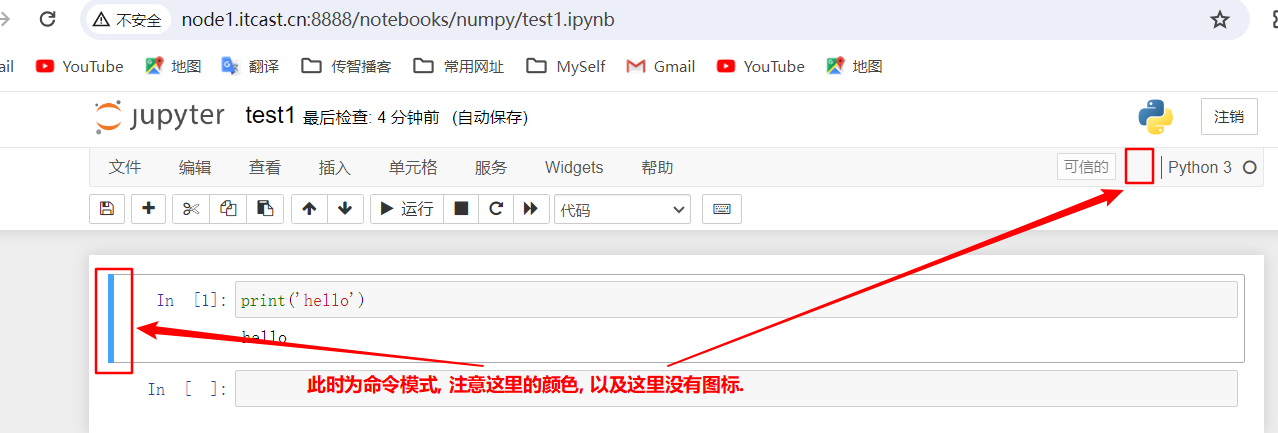 不安全 node1.itcast.cn:8888/notebooks/numpy/test1.ipynb
ail YouTube 地图 翻译 传智播客 常用网址 MySelf Gmail YouTube 地图
jupyter test1 最后检查: 4 分钟前 (自动保存) 注销
文件 编辑 查看 插入 单元格 服务 Widgets 帮助 可信的 Python 3
运行 代码
In [1]: print('hello')
hello
In [ ]:
此时为命令模式, 注意这里的颜色, 以及这里没有图标.